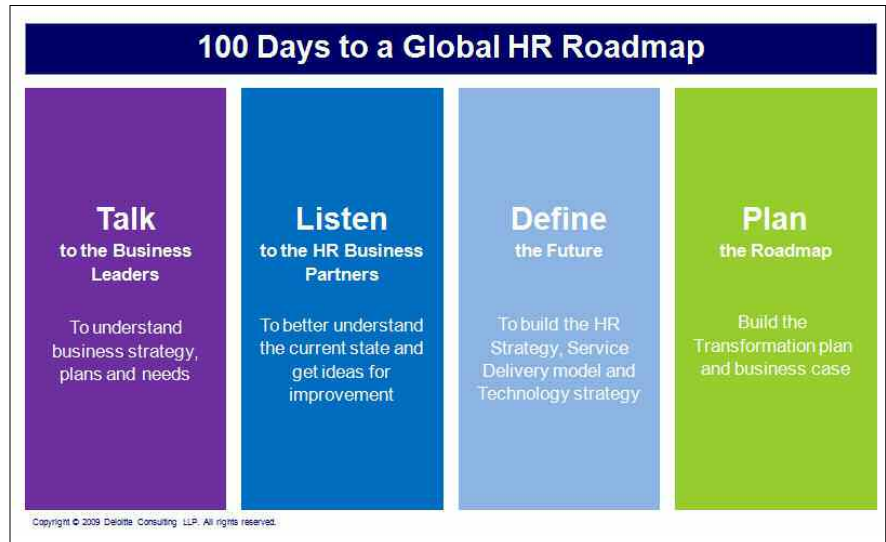 100 Days to a Global HR Roadmap
Talk
to the Business
Leaders
To understand
business strategy,
plans and needs
Listen
to the HR Business
Partners
To better understand
the current state and
get ideas for
improvement
Define
the Future
To build the HR
Strategy, Service
Delivery model and
Technology strategy
Plan
the Roadmap
Build the
Transformation plan
and business case
Copyright © 2009 Deloitte Consulting LLP. All rights reserved.